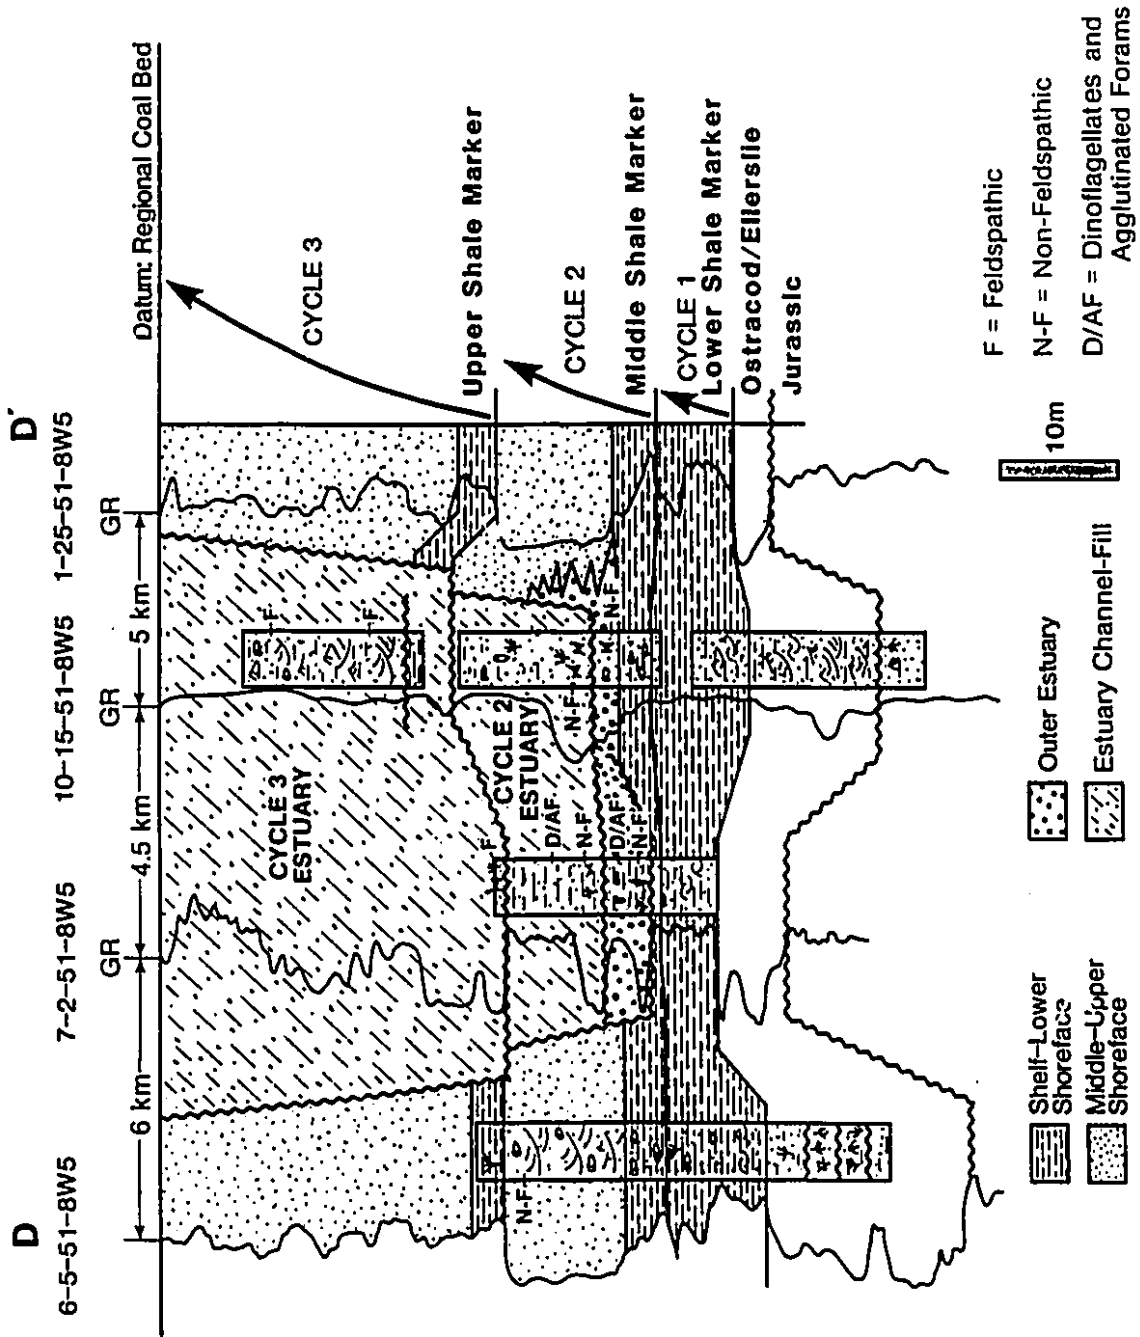 D
D´
6–5–51–8W5
7–2–51–8W5
10–15–51–8W5
1–25–51–8W5
6 km
GR
4.5 km
GR
5 km
GR
Datum: Regional Coal Bed
CYCLE 3
ESTUARY
F
F
CYCLE 3
Upper Shale Marker
F
CYCLE 2
ESTUARY
N-F
D/AF
N-F
N-F
D/AF
N-F
N-F
CYCLE 2
Middle Shale Marker
CYCLE 1
Lower Shale Marker
Ostracod/Ellerslie
Jurassic
Shelf–Lower
Shoreface
Middle–Upper
Shoreface
Outer Estuary
Estuary Channel-Fill
10m
F = Feldspathic
N-F = Non-Feldspathic
D/AF = Dinoflagellates and
Agglutinated Forams